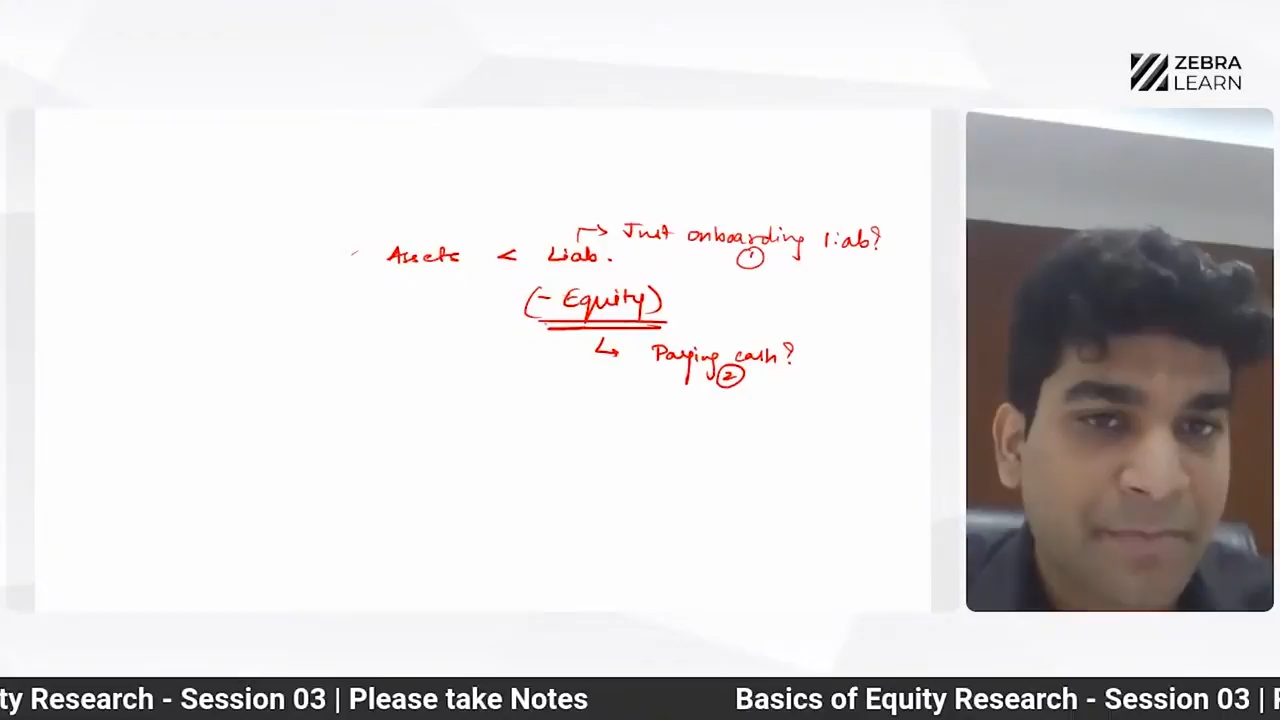 ZEBRA
LEARN
Just onboarding liab?
1
Assets < Liab.
(- Equity)
Paying cash?
2
ty Research - Session 03 | Please take Notes
Basics of Equity Research - Session 03 |